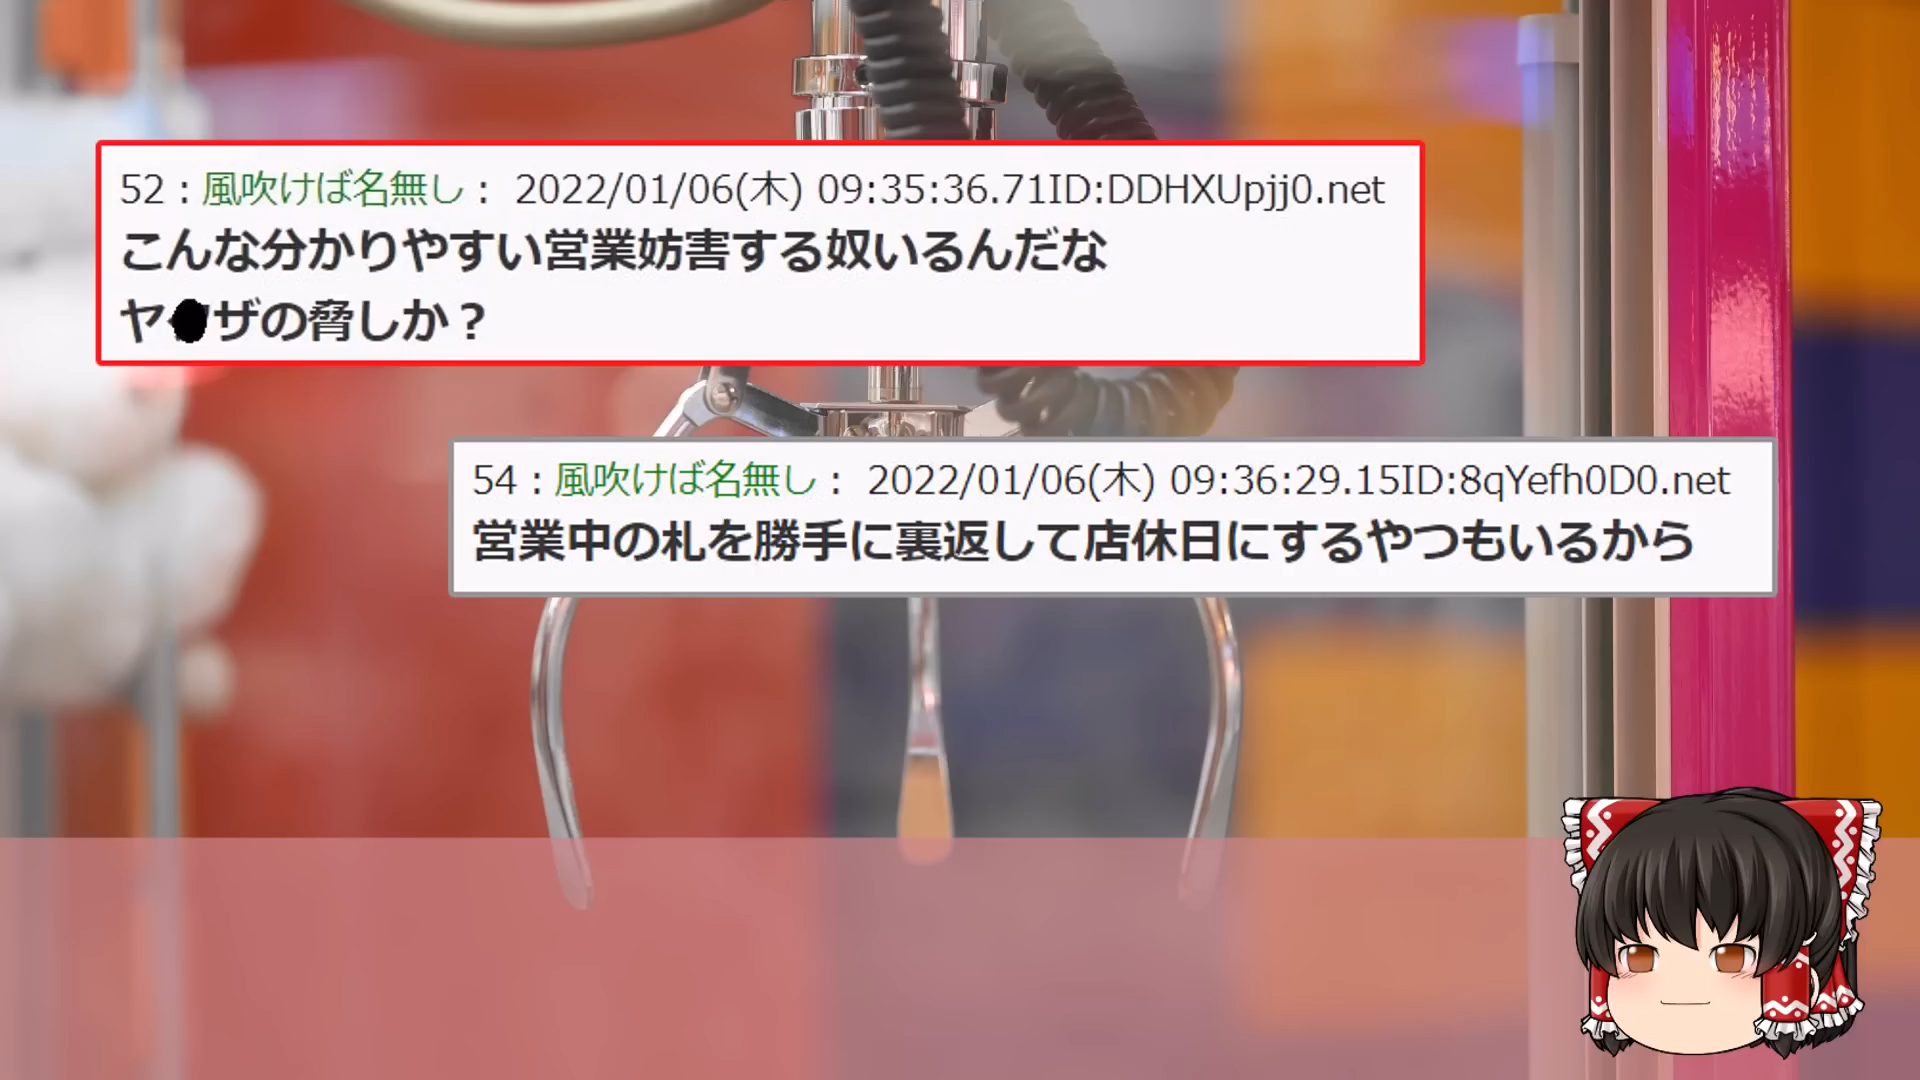 52 : 風吹けば名無し : 2022/01/06(木) 09:35:36.71ID:DDHXUpjj0.net
こんな分かりやすい営業妨害する奴いるんだな
ヤ●ザの脅しか？
54 : 風吹けば名無し : 2022/01/06(木) 09:36:29.15ID:8qYefh0D0.net
営業中の札を勝手に裏返して店休日にするやつもいるから